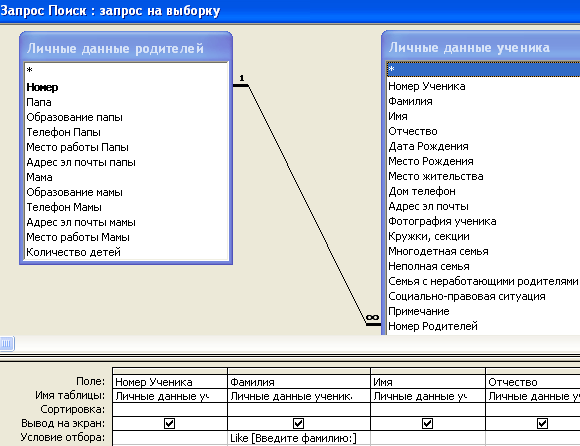 Запрос Поиск : запрос на выборку
Личные данные родителей
*
Номер
Папа
Образование папы
Телефон Папы
Место работы Папы
Адрес эл почты папы
Мама
Образование мамы
Телефон Мамы
Адрес эл почты мамы
Место работы Мамы
Количество детей
1
∞
Личные данные ученика
*
Номер Ученика
Фамилия
Имя
Отчество
Дата Рождения
Место Рождения
Место жительства
Дом телефон
Адрес эл почты
Фотография ученика
Кружки, секции
Многодетная семья
Неполная семья
Семья с неработающими родителями
Социально-правовая ситуация
Примечание
Номер Родителей
Поле: Номер Ученика Фамилия Имя Отчество
Имя таблицы: Личные данные уч Личные данные ученик Личные данные уч Личные данные уч
Сортировка:
Вывод на экран:
Условие отбора: Like [Введите фамилию:]